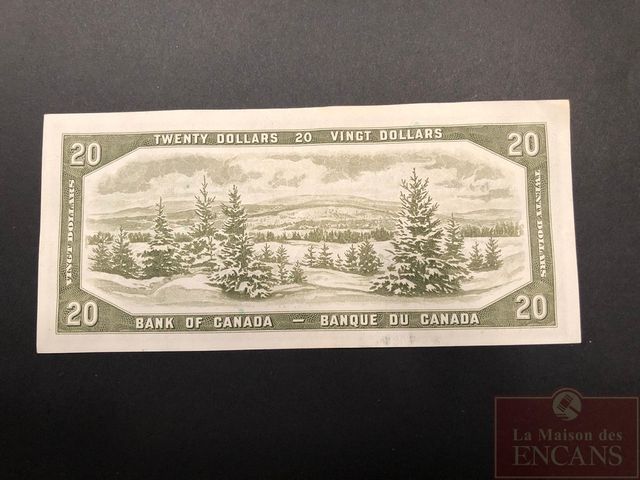 TWENTY DOLLARS 20 VINGT DOLLARS
20
20
VINGT DOLLARS
TWENTY DOLLARS
20
BANK OF CANADA — BANQUE DU CANADA
20
La Maison des
ENCANS